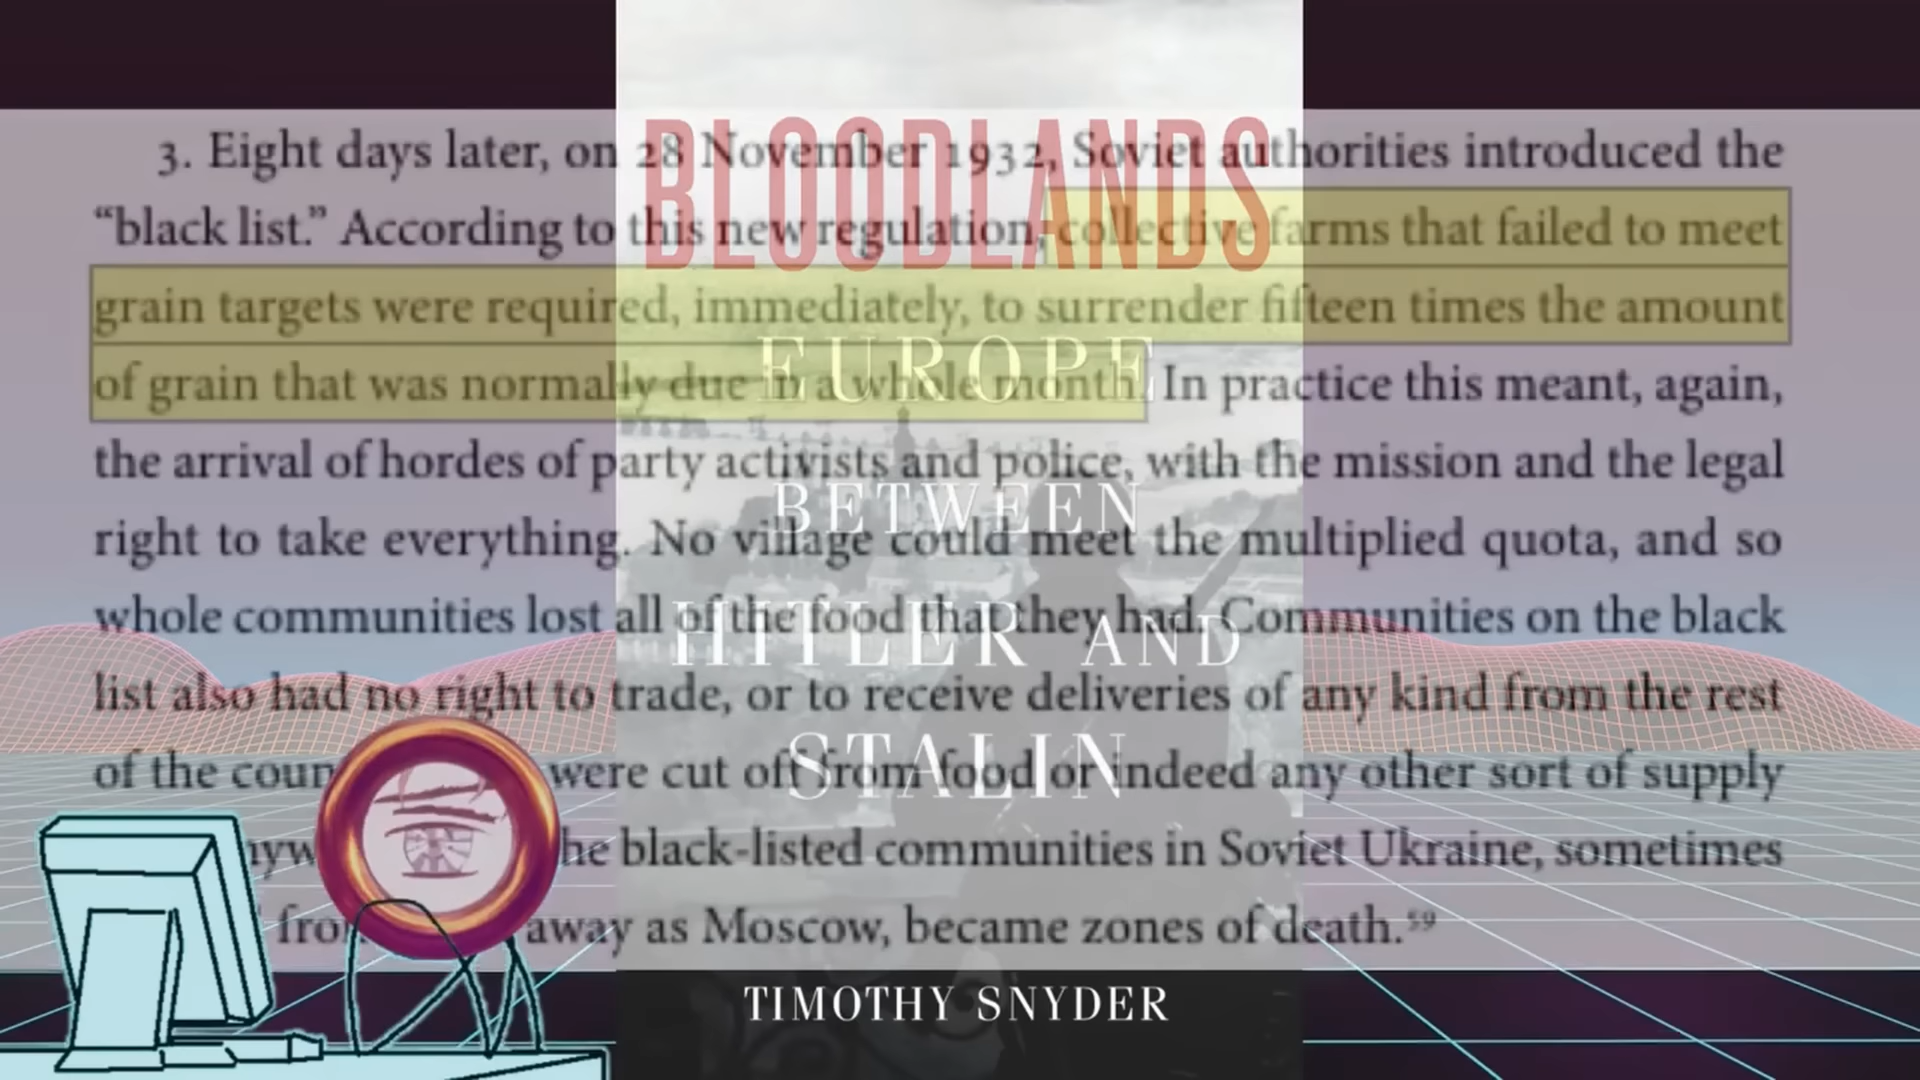 3. Eight days later, on 28 November 1932, Soviet authorities introduced the
“black list.” According to this new regulation, collective farms that failed to meet
grain targets were required, immediately, to surrender fifteen times the amount
of grain that was normally due in a whole month. In practice this meant, again,
the arrival of hordes of party activists and police, with the mission and the legal
right to take everything. No village could meet the multiplied quota, and so
whole communities lost all of the food that they had. Communities on the black
list also had no right to trade, or to receive deliveries of any kind from the rest
of the coun were cut off from food or indeed any other sort of supply
black-listed communities in Soviet Ukraine, sometimes
away as Moscow, became zones of death.⁵⁹
BLOODLANDS
EUROPE
BETWEEN
HITLER AND
STALIN
TIMOTHY SNYDER